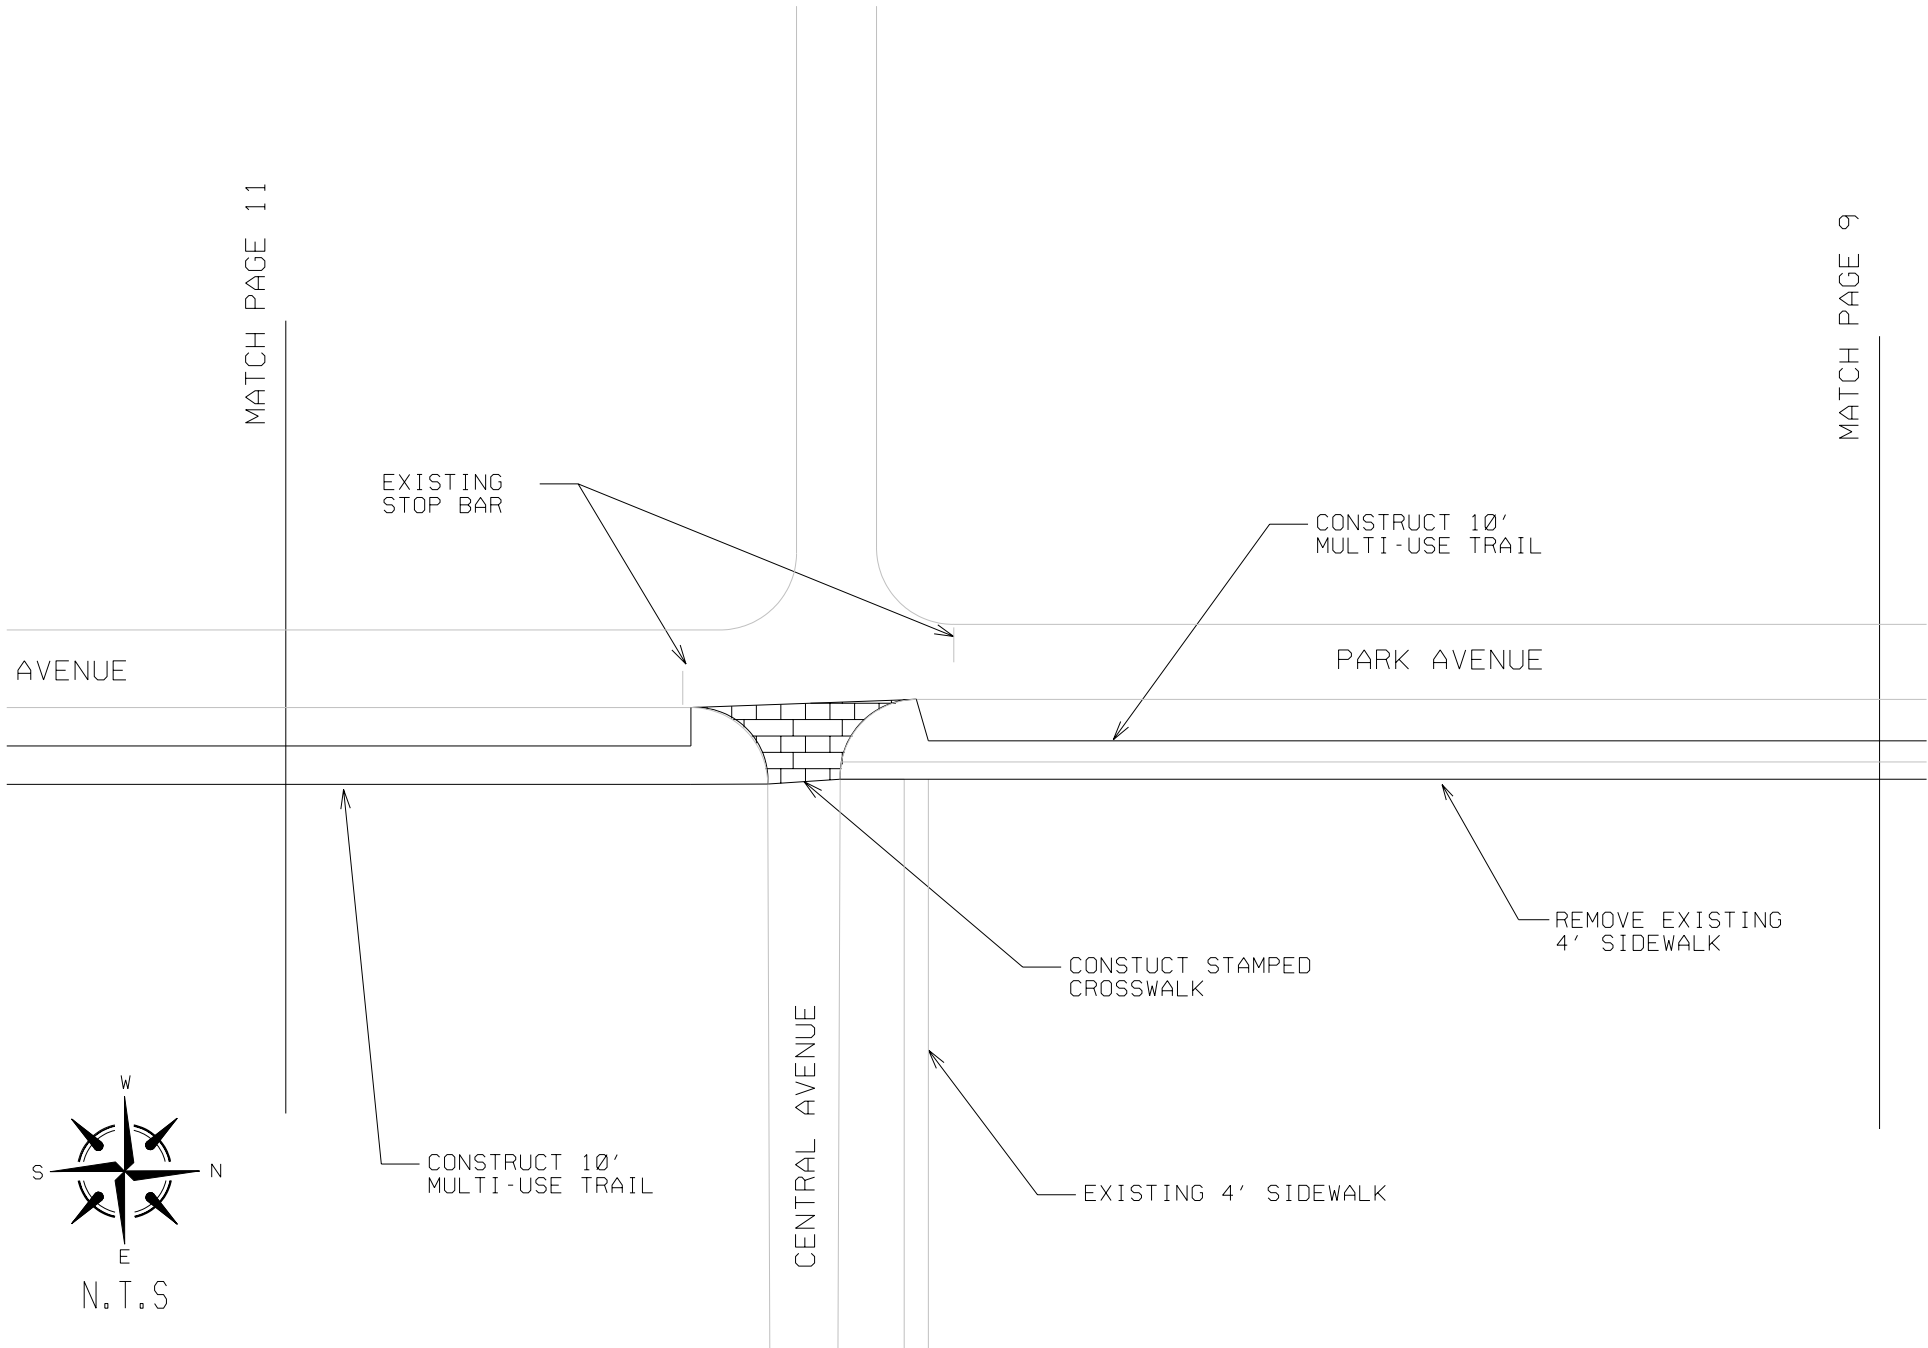 MATCH PAGE 11
MATCH PAGE 9
EXISTING
STOP BAR
CONSTRUCT 10'
MULTI-USE TRAIL
AVENUE
PARK AVENUE
REMOVE EXISTING
4' SIDEWALK
CONSTUCT STAMPED
CROSSWALK
CENTRAL AVENUE
W
S
N
E
N.T.S
CONSTRUCT 10'
MULTI-USE TRAIL
EXISTING 4' SIDEWALK